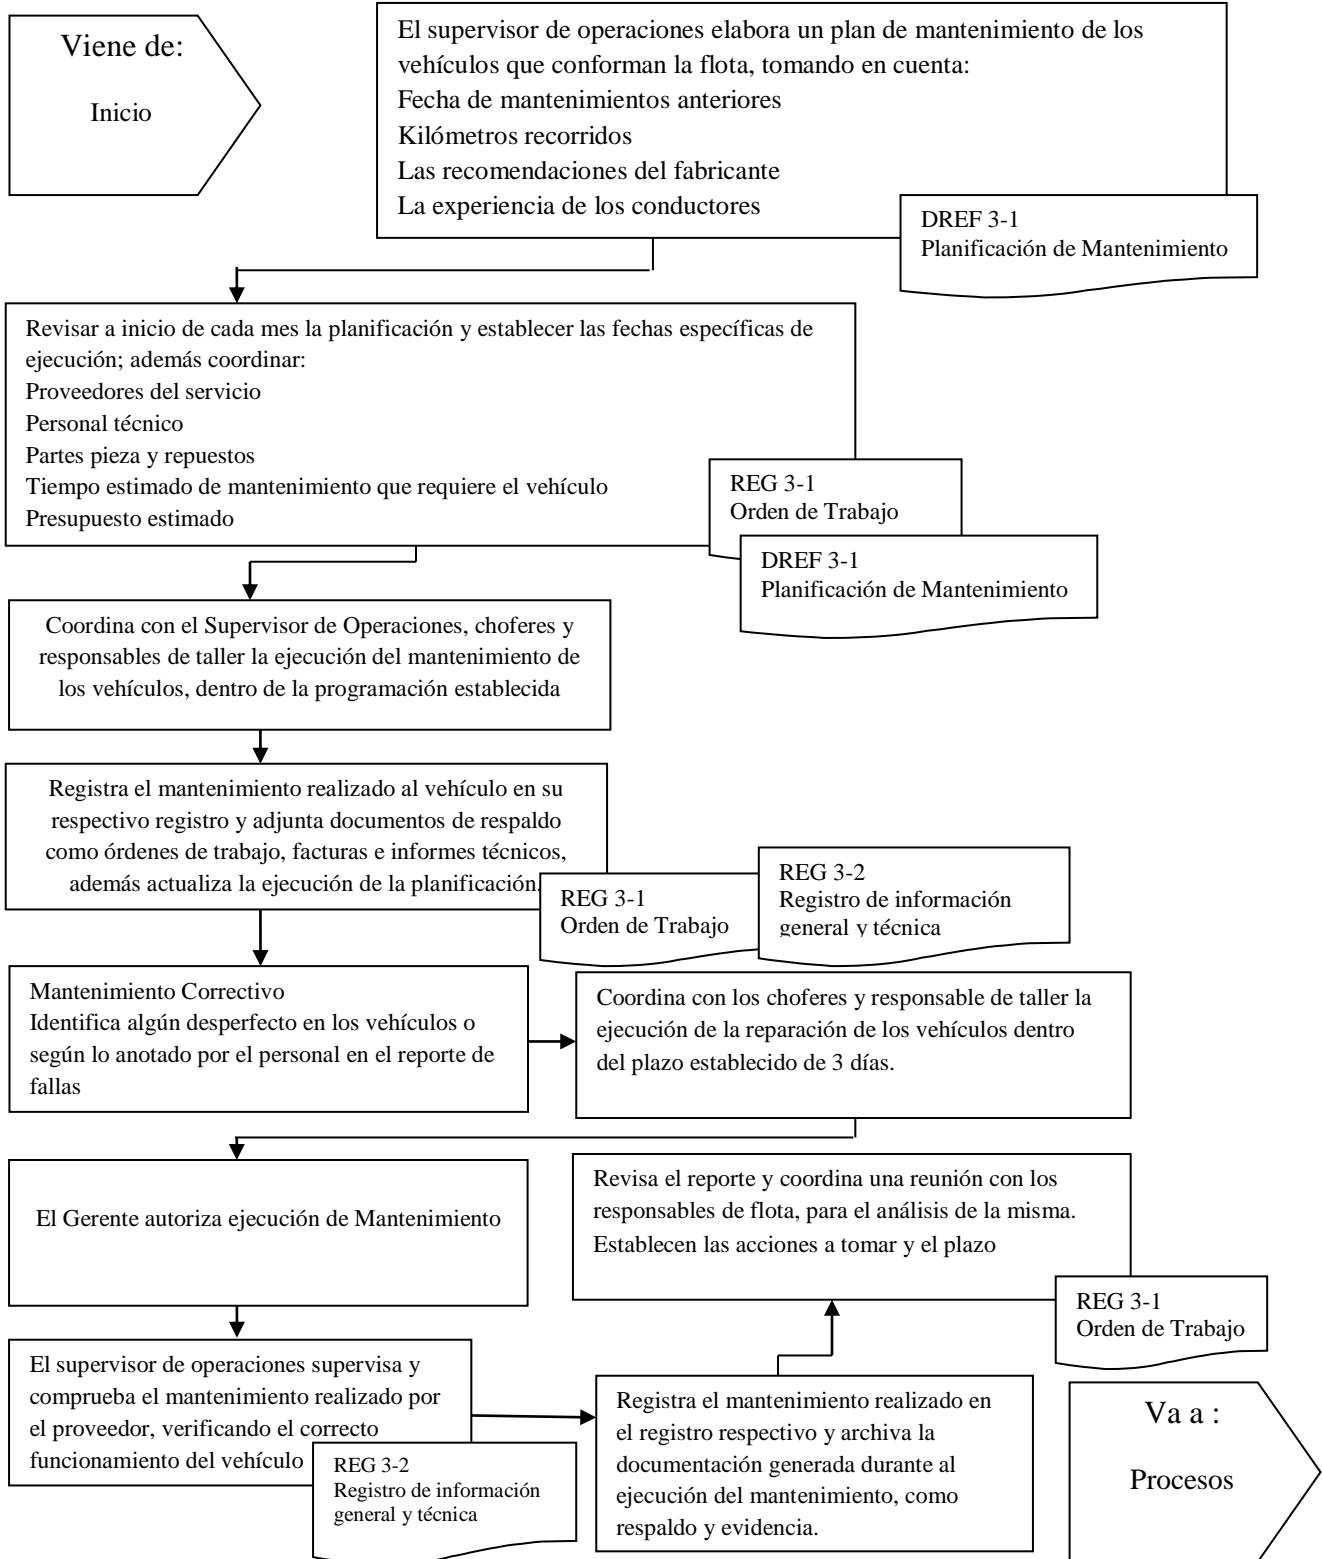 Viene de:
Inicio
El supervisor de operaciones elabora un plan de mantenimiento de los
vehículos que conforman la flota, tomando en cuenta:
Fecha de mantenimientos anteriores
Kilómetros recorridos
Las recomendaciones del fabricante
La experiencia de los conductores
DREF 3-1
Planificación de Mantenimiento
Revisar a inicio de cada mes la planificación y establecer las fechas específicas de
ejecución; además coordinar:
Proveedores del servicio
Personal técnico
Partes pieza y repuestos
Tiempo estimado de mantenimiento que requiere el vehículo
Presupuesto estimado
REG 3-1
Orden de Trabajo
DREF 3-1
Planificación de Mantenimiento
Coordina con el Supervisor de Operaciones, choferes y
responsables de taller la ejecución del mantenimiento de
los vehículos, dentro de la programación establecida
Registra el mantenimiento realizado al vehículo en su
respectivo registro y adjunta documentos de respaldo
como órdenes de trabajo, facturas e informes técnicos,
además actualiza la ejecución de la planificación.
REG 3-1
Orden de Trabajo
REG 3-2
Registro de información
general y técnica
Mantenimiento Correctivo
Identifica algún desperfecto en los vehículos o
según lo anotado por el personal en el reporte de
fallas
Coordina con los choferes y responsable de taller la
ejecución de la reparación de los vehículos dentro
del plazo establecido de 3 días.
El Gerente autoriza ejecución de Mantenimiento
Revisa el reporte y coordina una reunión con los
responsables de flota, para el análisis de la misma.
Establecen las acciones a tomar y el plazo
REG 3-1
Orden de Trabajo
El supervisor de operaciones supervisa y
comprueba el mantenimiento realizado por
el proveedor, verificando el correcto
funcionamiento del vehículo
REG 3-2
Registro de información
general y técnica
Registra el mantenimiento realizado en
el registro respectivo y archiva la
documentación generada durante al
ejecución del mantenimiento, como
respaldo y evidencia.
Va a :
Procesos